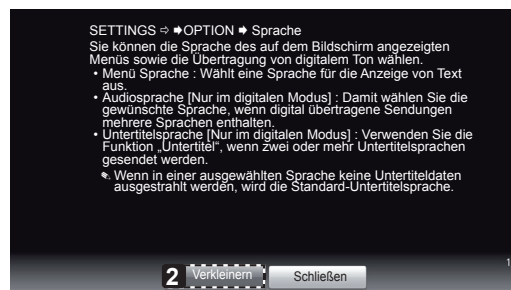 SETTINGS ⇨ ➧OPTION ➧ Sprache
Sie können die Sprache des auf dem Bildschirm angezeigten
Menüs sowie die Übertragung von digitalem Ton wählen.
• Menü Sprache : Wählt eine Sprache für die Anzeige von Text
aus.
• Audiosprache [Nur im digitalen Modus] : Damit wählen Sie die
gewünschte Sprache, wenn digital übertragene Sendungen
mehrere Sprachen enthalten.
• Untertitelsprache [Nur im digitalen Modus] : Verwenden Sie die
Funktion „Untertitel“, wenn zwei oder mehr Untertitelsprachen
gesendet werden.
✎ Wenn in einer ausgewählten Sprache keine Untertiteldaten
ausgestrahlt werden, wird die Standard-Untertitelsprache.
1
2 Verkleinern Schließen